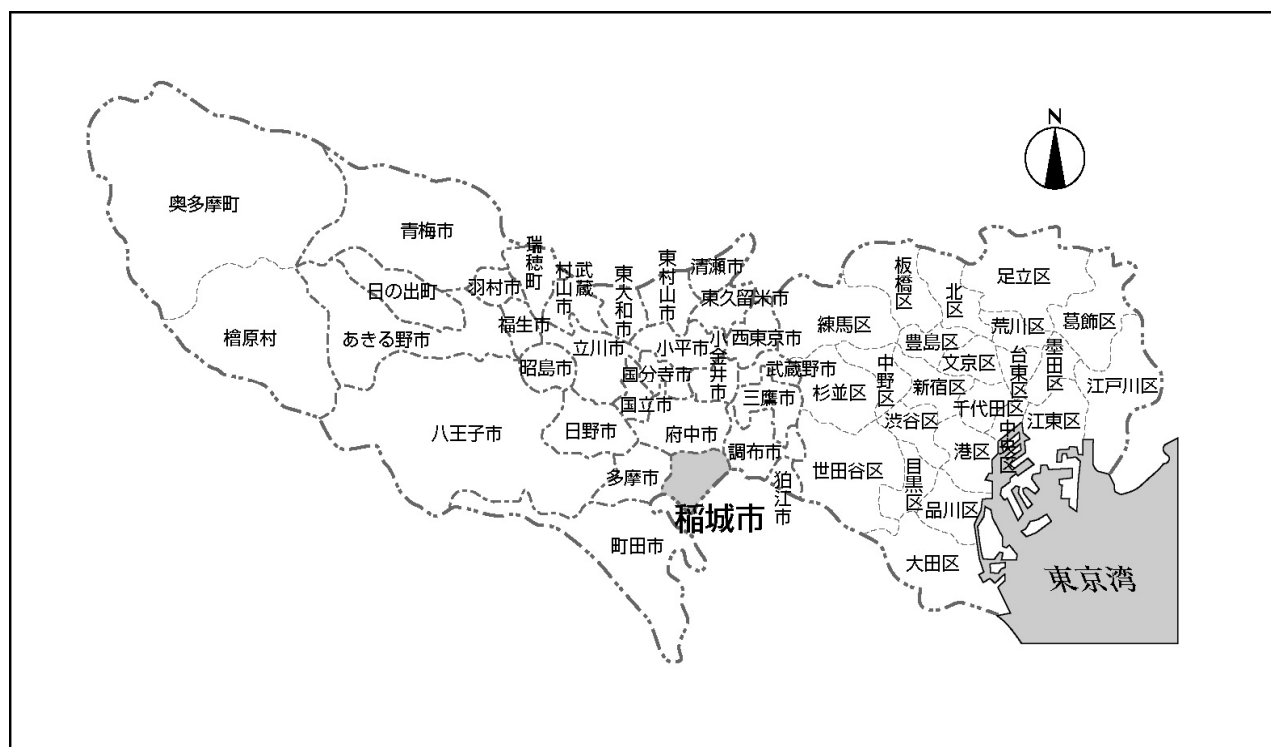 N
奥多摩町
青梅市
瑞穂町
武蔵
村山市
東大和市
東村山市
清瀬市
東久留米市
日の出町
羽村市
檜原村
あきる野市
福生市
昭島市
立川市
小平市
小金井市
西東京市
国分寺市
国立市
武蔵野市
三鷹市
八王子市
日野市
府中市
調布市
多摩市
狛江市
稲城市
町田市
板橋区
北区
足立区
練馬区
豊島区
荒川区
葛飾区
文京区
台東区
墨田区
中野区
杉並区
新宿区
千代田区
江戸川区
渋谷区
中央区
江東区
港区
世田谷区
目黒区
品川区
大田区
東京湾